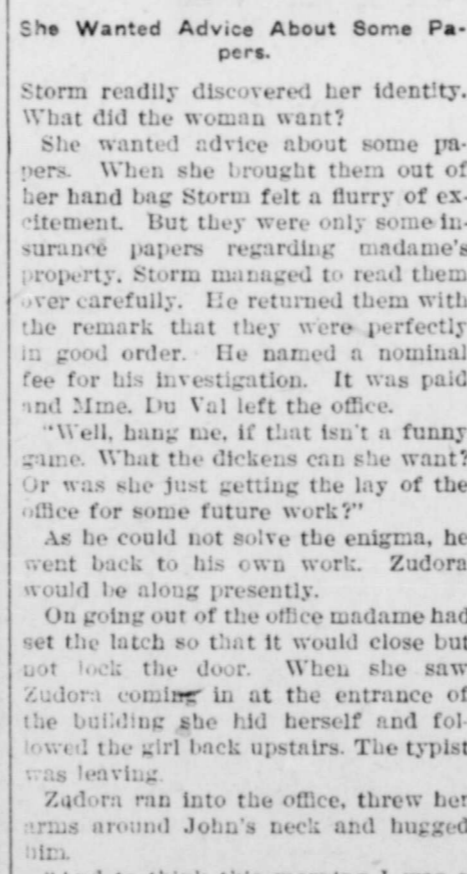 She Wanted Advice About Some Pa-
pers.
Storm readily discovered her identity.
What did the woman want?
She wanted advice about some pa-
pers. When she brought them out of
her hand bag Storm felt a flurry of ex-
citement. But they were only some in-
surance papers regarding madame's
property. Storm managed to read them
over carefully. He returned them with
the remark that they were perfectly
in good order. He named a nominal
fee for his investigation. It was paid
and Mme. Du Val left the office.
"Well, hang me, if that isn't a funny
game. What the dickens can she want?
Or was she just getting the lay of the
office for some future work?"
As he could not solve the enigma, he
went back to his own work. Zudora
would be along presently.
On going out of the office madame had
set the latch so that it would close but
not lock the door. When she saw
Zudora coming in at the entrance of
the building she hid herself and fol-
lowed the girl back upstairs. The typist
was leaving.
Zudora ran into the office, threw her
arms around John's neck and hugged
him.